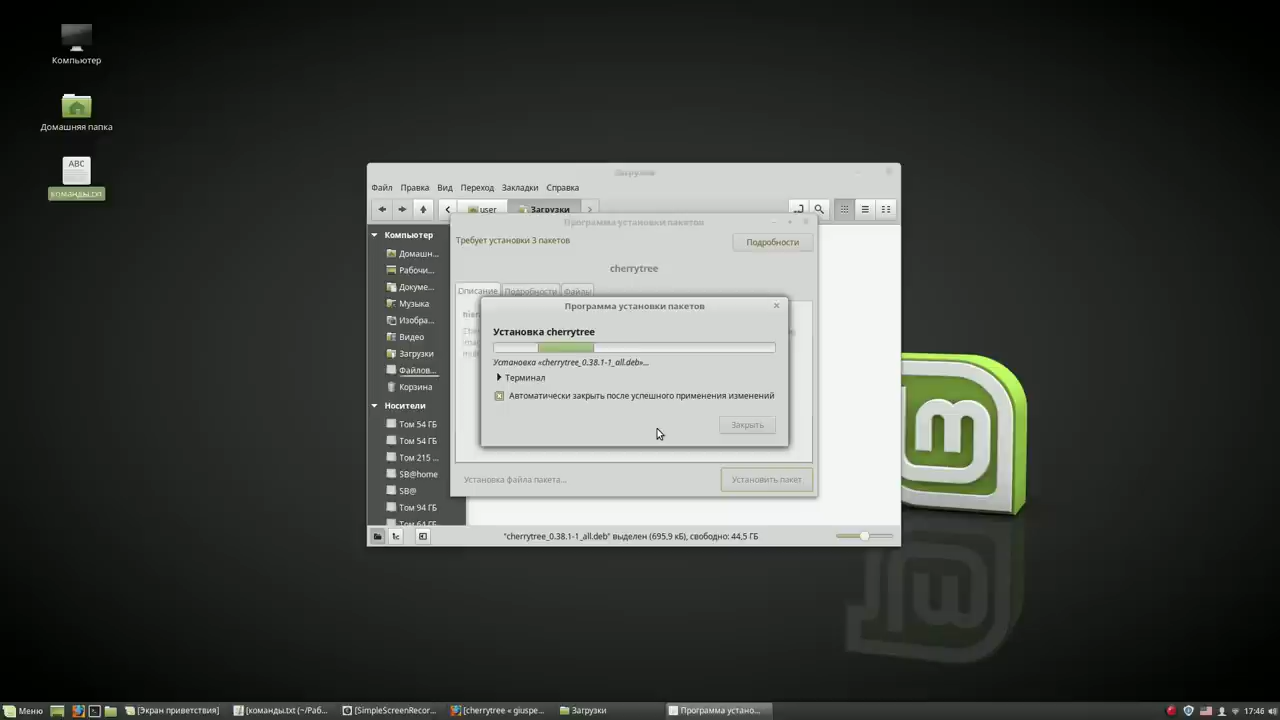 Компьютер
Домашняя папка
ABC
команды.txt
Загрузки
Файл Правка Вид Переход Закладки Справка
user
Загрузки
Компьютер
Домашн...
Рабочи...
Докуме...
Музыка
Изобра...
Видео
Загрузки
Файлов...
Корзина
Носители
Том 54 ГБ
Том 54 ГБ
Том 215 ...
SB@home
SB@
Том 94 ГБ
Том 64 ГБ
Программа установки пакетов
Требует установки 3 пакетов
Подробности
cherrytree
Описание Подробности Файлы
Программа установки пакетов
Установка cherrytree
Установка «cherrytree_0.38.1-1_all.deb»...
Терминал
Автоматически закрыть после успешного применения изменений
Закрыть
Установка файла пакета...
Установить пакет
"cherrytree_0.38.1-1_all.deb" выделен (695,9 кБ), свободно: 44,5 ГБ
Меню
[Экран приветствия]
[команды.txt (~/Раб...
[SimpleScreenRecor...
[cherrytree « giuspe...
Загрузки
Программа устано...
17:46